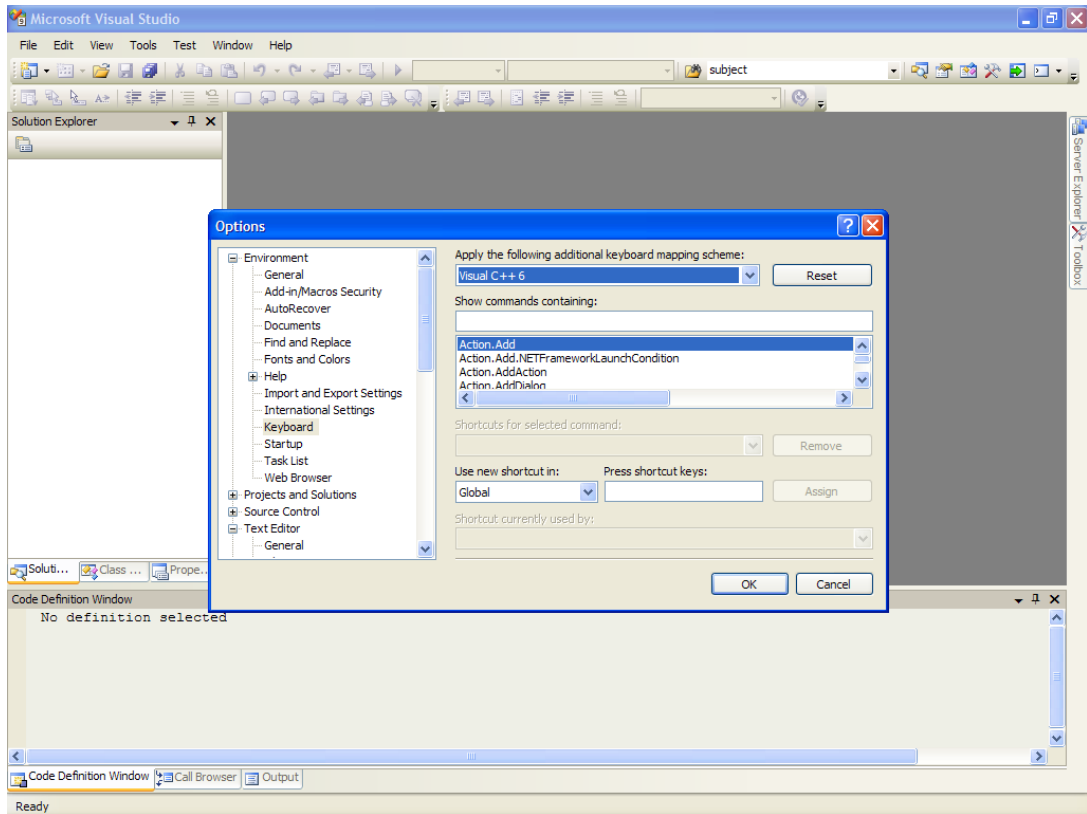 Microsoft Visual Studio
File Edit View Tools Test Window Help
subject
Solution Explorer
Server Explorer
Toolbox
Options
Environment
General
Add-in/Macros Security
AutoRecover
Documents
Find and Replace
Fonts and Colors
Help
Import and Export Settings
International Settings
Keyboard
Startup
Task List
Web Browser
Projects and Solutions
Source Control
Text Editor
General
Apply the following additional keyboard mapping scheme:
Visual C++ 6 Reset
Show commands containing:
Action.Add
Action.Add.NETFrameworkLaunchCondition
Action.AddAction
Action.AddDialog
Shortcuts for selected command:
Remove
Use new shortcut in: Press shortcut keys:
Global Assign
Shortcut currently used by:
OK Cancel
Soluti... Class ... Prope...
Code Definition Window
No definition selected
Code Definition Window Call Browser Output
Ready